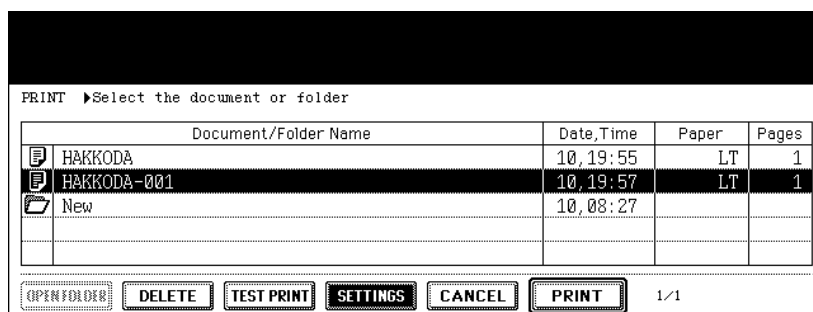 PRINT ▶Select the document or folder
Document/Folder Name Date,Time Paper Pages
HAKKODA 10,19:55 LT 1
HAKKODA-001 10,19:57 LT 1
New 10,08:27
OPEN FOLDER DELETE TEST PRINT SETTINGS CANCEL PRINT 1/1